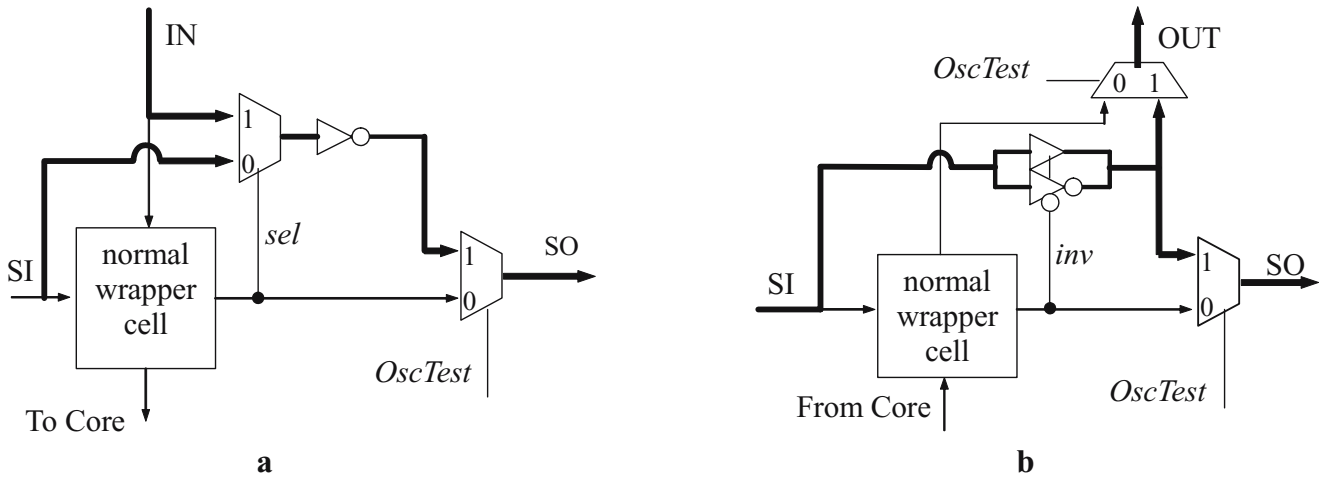 IN
1
0
sel
SI
normal
wrapper
cell
1
0
SO
OscTest
To Core
a
OUT
OscTest
0 1
inv
SI
normal
wrapper
cell
1
0
SO
OscTest
From Core
b